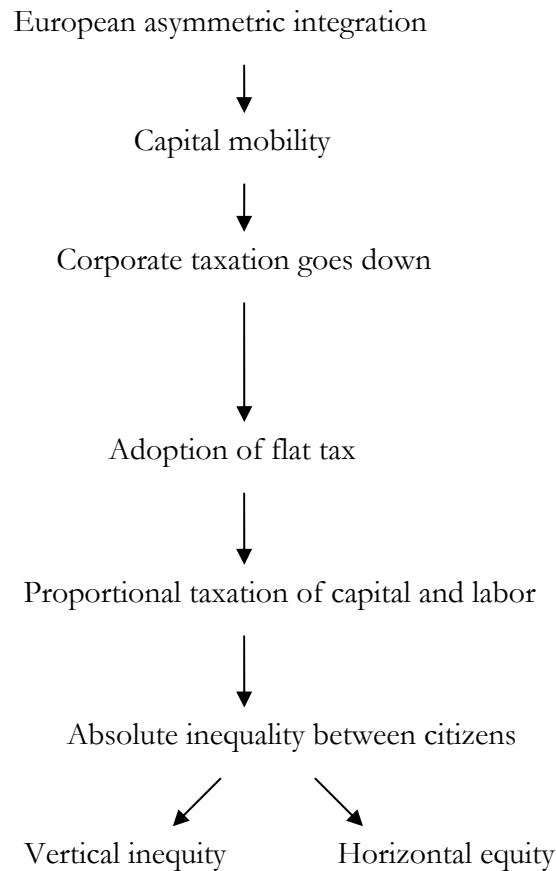 European asymmetric integration
Capital mobility
Corporate taxation goes down
Adoption of flat tax
Proportional taxation of capital and labor
Absolute inequality between citizens
Vertical inequity
Horizontal equity